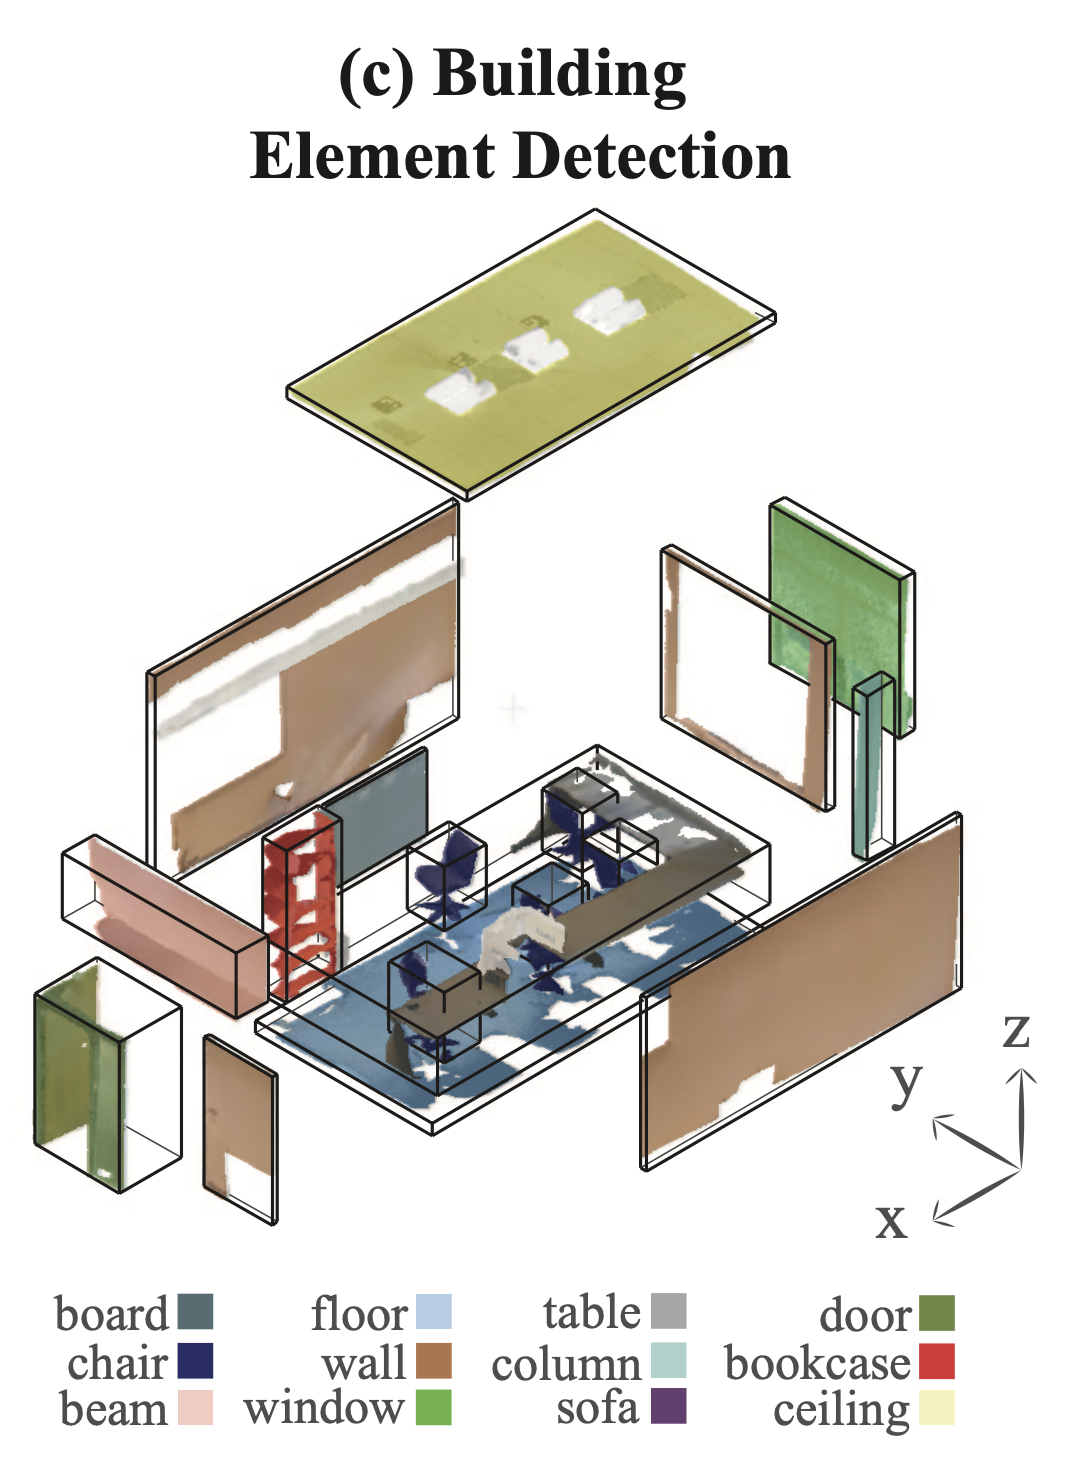 (c) Building
Element Detection
z
y
x
board floor table door
chair wall column bookcase
beam window sofa ceiling